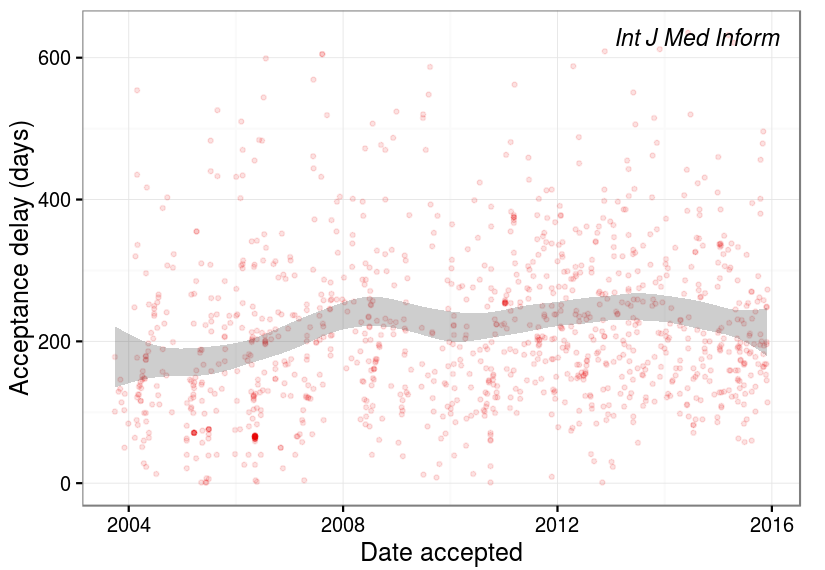 Int J Med Inform
600
400
200
0
Acceptance delay (days)
2004 2008 2012 2016
Date accepted